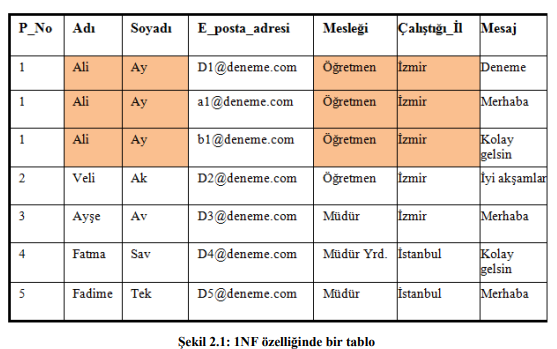 P_No Adı Soyadı E_posta_adresi Mesleği Çalıştığı_İl Mesaj
1 Ali Ay D1@deneme.com Öğretmen İzmir Deneme
1 Ali Ay a1@deneme.com Öğretmen İzmir Merhaba
1 Ali Ay b1@deneme.com Öğretmen İzmir Kolay
gelsin
2 Veli Ak D2@deneme.com Öğretmen İzmir İyi akşamlar
3 Ayşe Av D3@deneme.com Müdür İzmir Merhaba
4 Fatma Sav D4@deneme.com Müdür Yrd. İstanbul Kolay
gelsin
5 Fadime Tek D5@deneme.com Müdür İstanbul Merhaba
Şekil 2.1: 1NF özelliğinde bir tablo